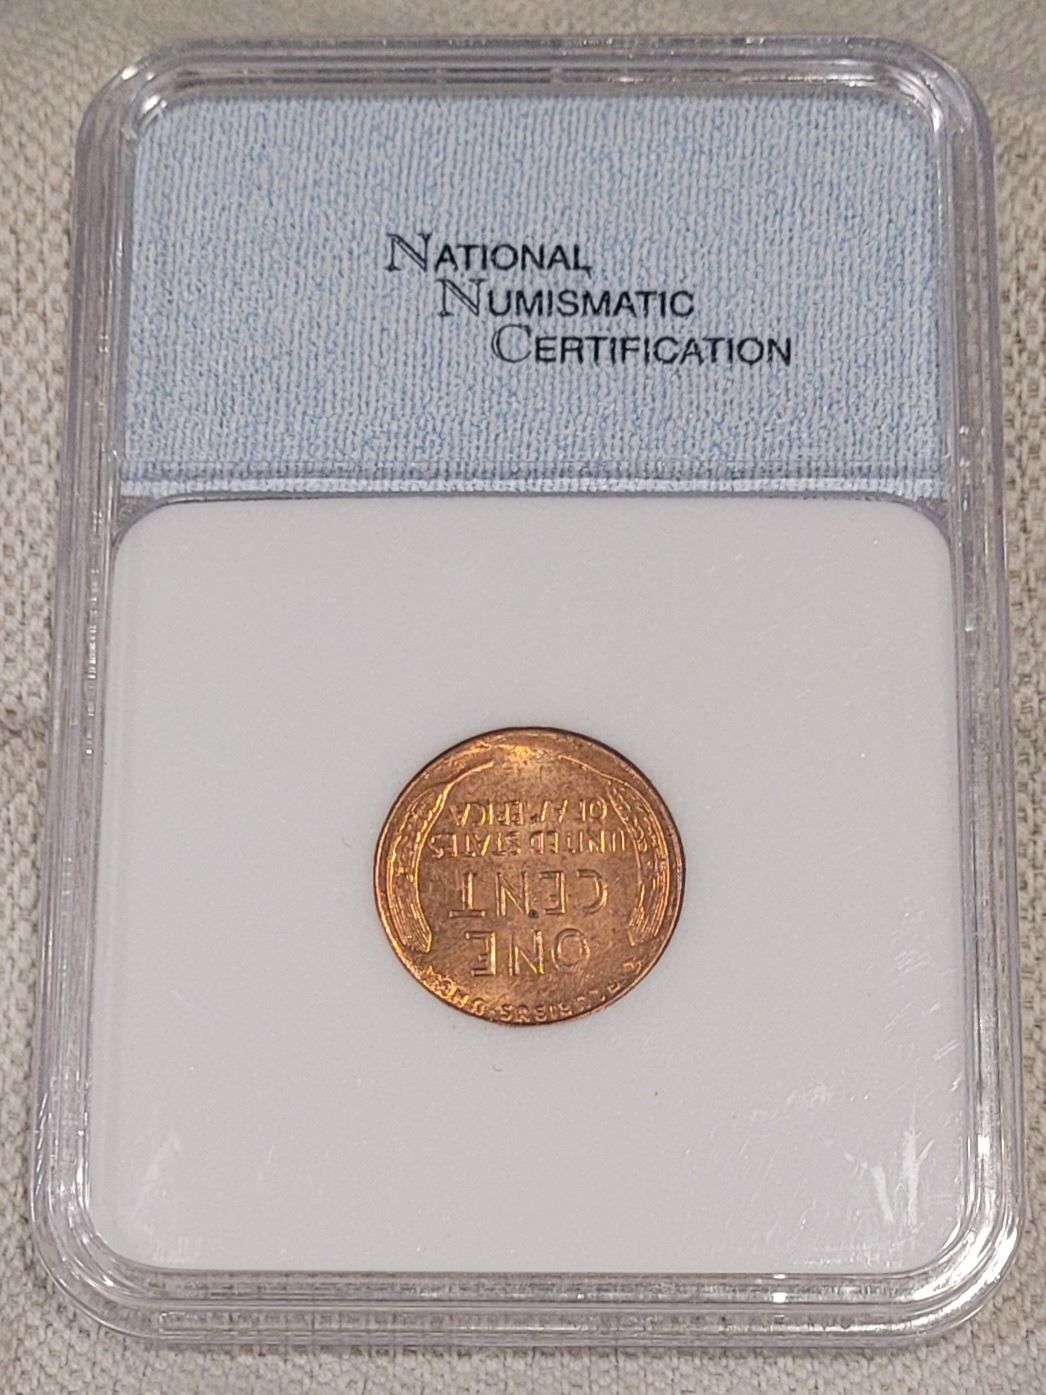 NATIONAL
NUMISMATIC
CERTIFICATION
ONE
CENT
UNITED STATES
OF AMERICA